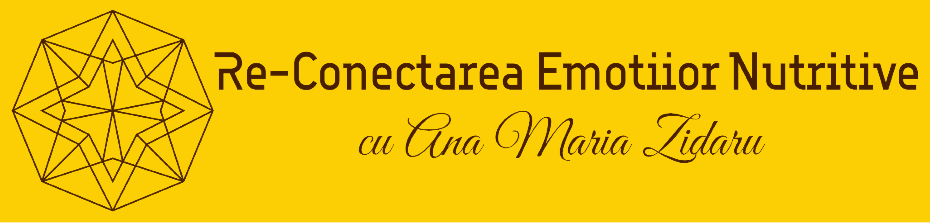 Re-Conectarea Emotiior Nutritive
cu Ana Maria Zidaru